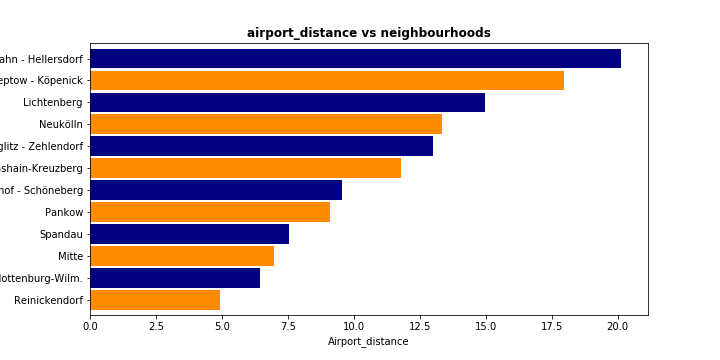 airport_distance vs neighbourhoods
ahn - Hellersdorf
eptow - Köpenick
Lichtenberg
Neukölln
glitz - Zehlendorf
shain-Kreuzberg
hof - Schöneberg
Pankow
Spandau
Mitte
lottenburg-Wilm.
Reinickendorf
0.0 2.5 5.0 7.5 10.0 12.5 15.0 17.5 20.0
Airport_distance